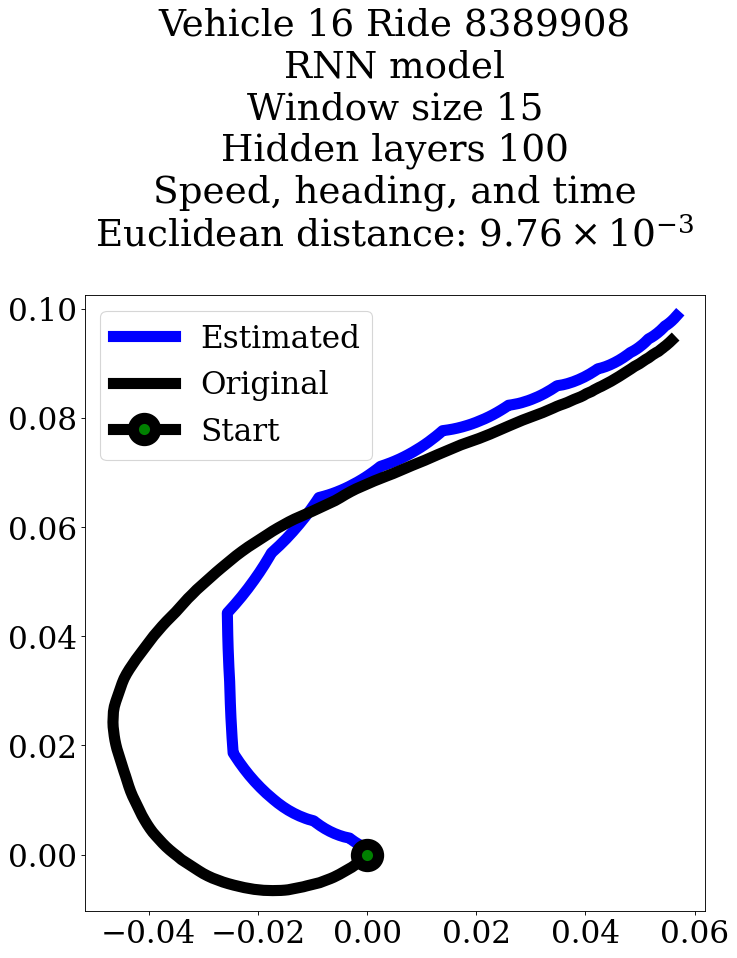 Vehicle 16 Ride 8389908
RNN model
Window size 15
Hidden layers 100
Speed, heading, and time
Euclidean distance: 9.76 × 10⁻³
0.10
0.08
0.06
0.04
0.02
0.00
Estimated
Original
Start
−0.04 −0.02 0.00 0.02 0.04 0.06